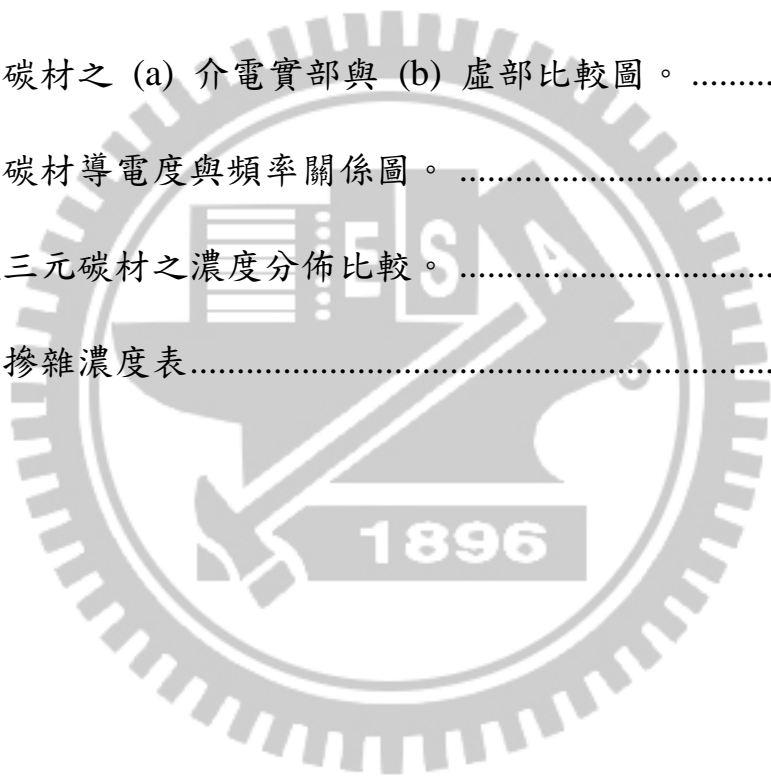 碳材之 (a) 介電實部與 (b) 虛部比較圖。 ..........
碳材導電度與頻率關係圖。 ...................................
三元碳材之濃度分佈比較。 ...................................
摻雜濃度表.................................................................
E S A
1896